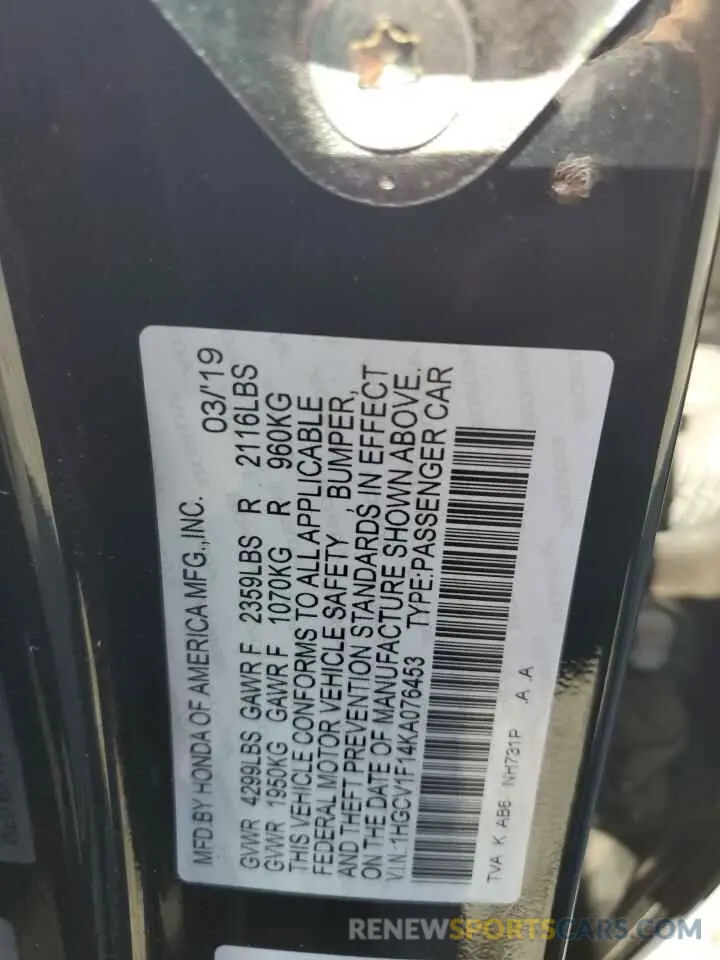 MFD.BY HONDA OF AMERICA MFG.,INC. 03/'19
GVWR 4299LBS GAWR F 2359LBS R 2116LBS
GVWR 1950KG GAWR F 1070KG R 960KG
THIS VEHICLE CONFORMS TO ALL APPLICABLE
FEDERAL MOTOR VEHICLE SAFETY, BUMPER,
AND THEFT PREVENTION STANDARDS IN EFFECT
ON THE DATE OF MANUFACTURE SHOWN ABOVE.
V.I.N.:1HGCV1F14KA076453 TYPE:PASSENGER CAR
TVA K AB6 NH731P .A .A
RENEWSPORTSCARS.COM